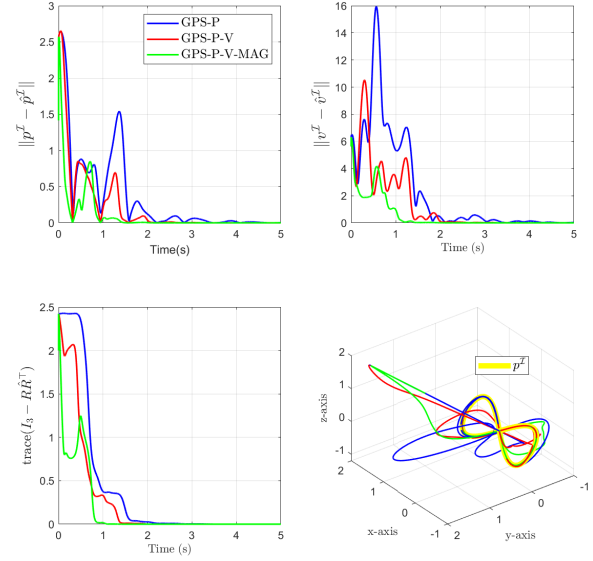 3
2.5
2
1.5
1
0.5
0
0 1 2 3 4 5
Time(s)
||p^ℐ − p̂^ℐ||
GPS-P
GPS-P-V
GPS-P-V-MAG
16
14
12
10
8
6
4
2
0
0 1 2 3 4 5
Time (s)
||v^ℐ − v̂^ℐ||
2.5
2
1.5
1
0.5
0
0 1 2 3 4 5
Time (s)
trace(I₃ − RR̂^⊤)
p^ℐ
2
1
0
-1
z-axis
2
1
0
-1
x-axis
2
1
0
-1
y-axis